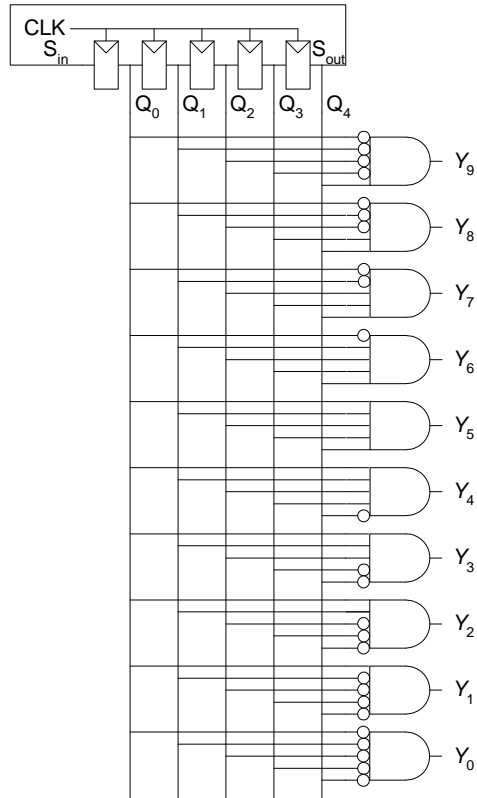 CLK
S_in S_out
Q_0 Q_1 Q_2 Q_3 Q_4
Y_9
Y_8
Y_7
Y_6
Y_5
Y_4
Y_3
Y_2
Y_1
Y_0